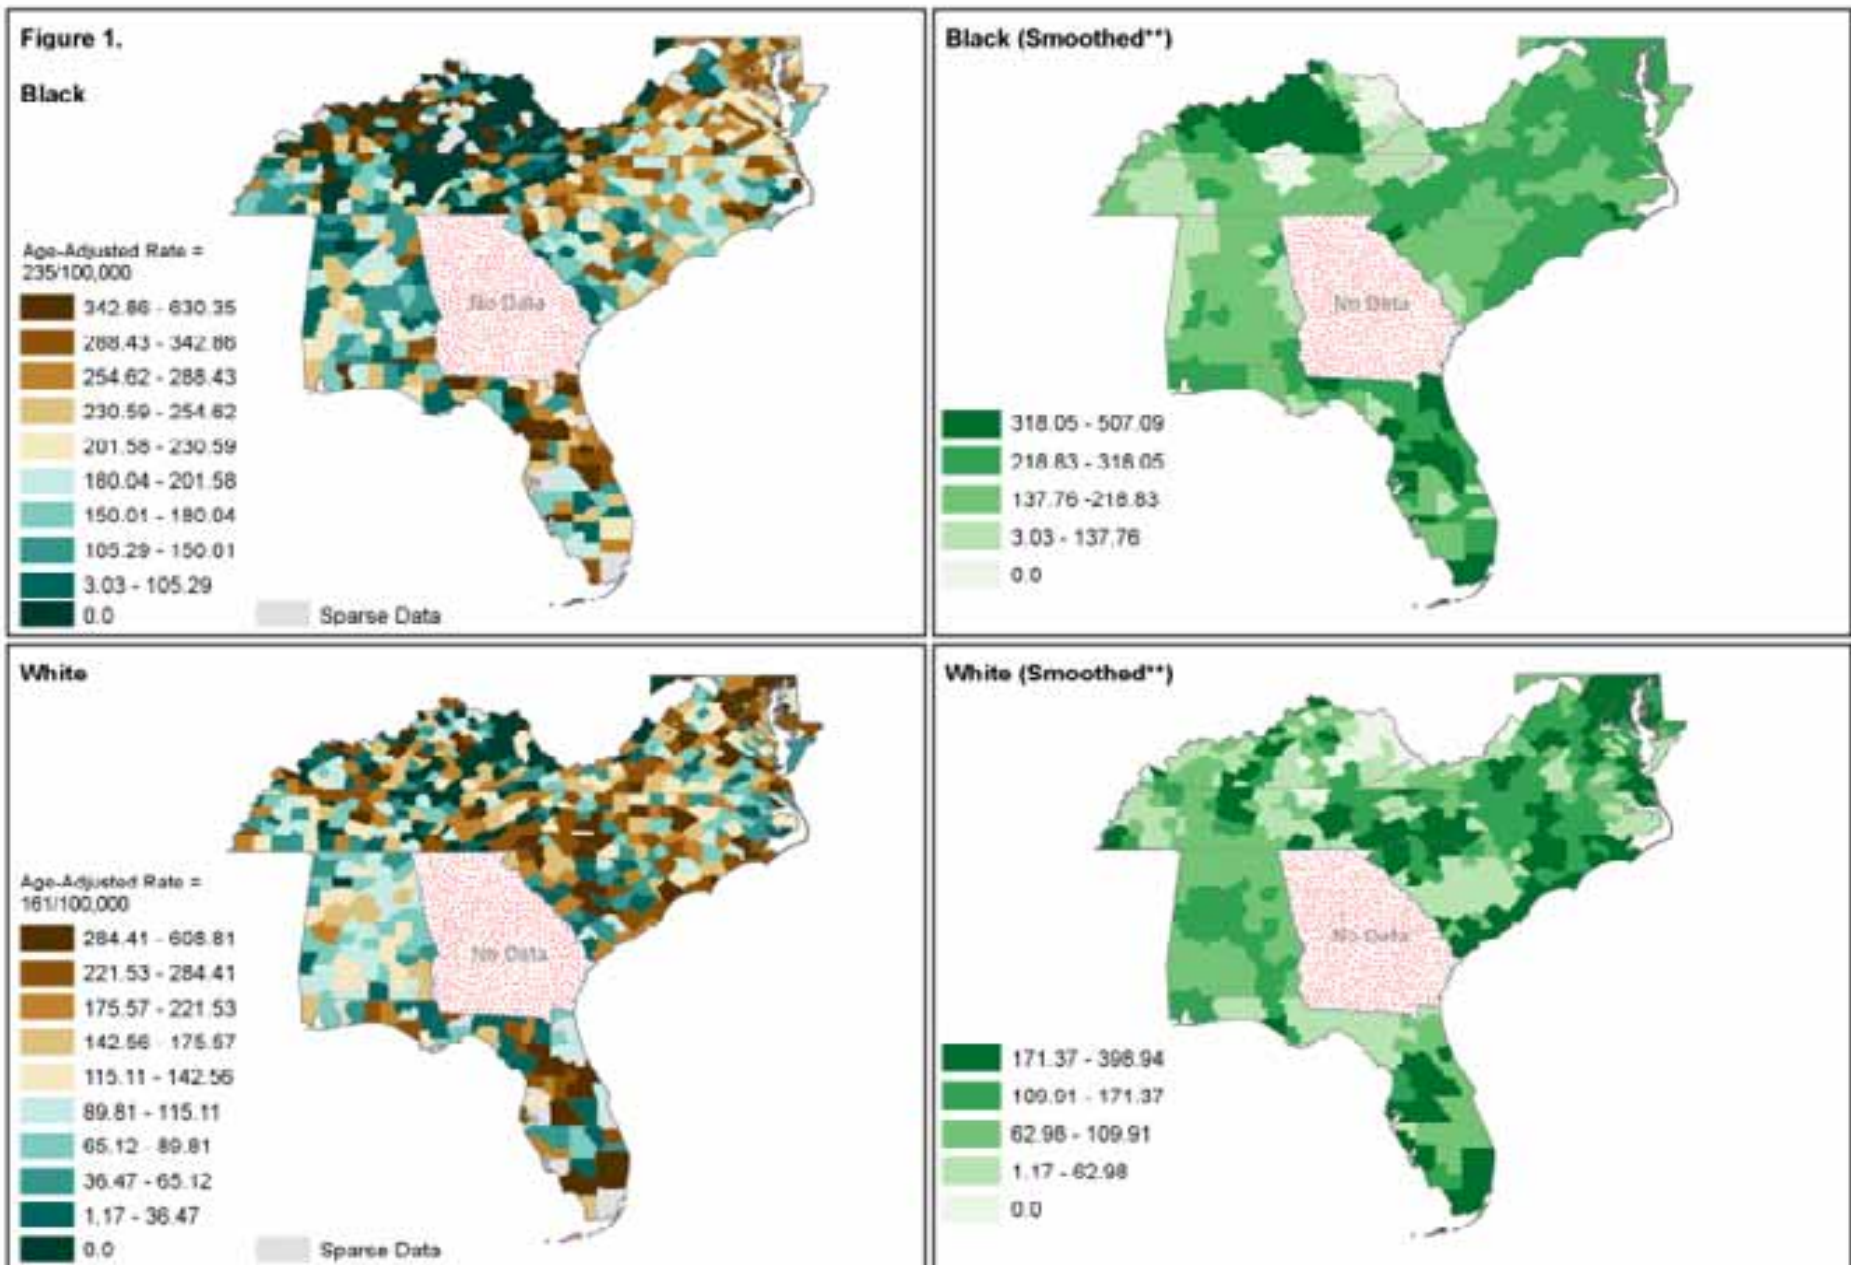 Figure 1.
Black
Age-Adjusted Rate =
235/100,000
342.86 - 630.35
288.43 - 342.86
254.62 - 288.43
230.59 - 254.62
201.58 - 230.59
180.04 - 201.58
150.01 - 180.04
105.29 - 150.01
3.03 - 105.29
0.0
Sparse Data
No Data
Black (Smoothed**)
No Data
318.05 - 507.09
218.83 - 318.05
137.76 -218.83
3.03 - 137.76
0.0
White
Age-Adjusted Rate =
161/100,000
284.41 - 608.81
221.53 - 284.41
175.57 - 221.53
142.56 - 175.57
115.11 - 142.56
89.81 - 115.11
65.12 - 89.81
36.47 - 65.12
1.17 - 36.47
0.0
Sparse Data
No Data
White (Smoothed**)
No Data
171.37 - 398.94
109.91 - 171.37
62.98 - 109.91
1.17 - 62.98
0.0